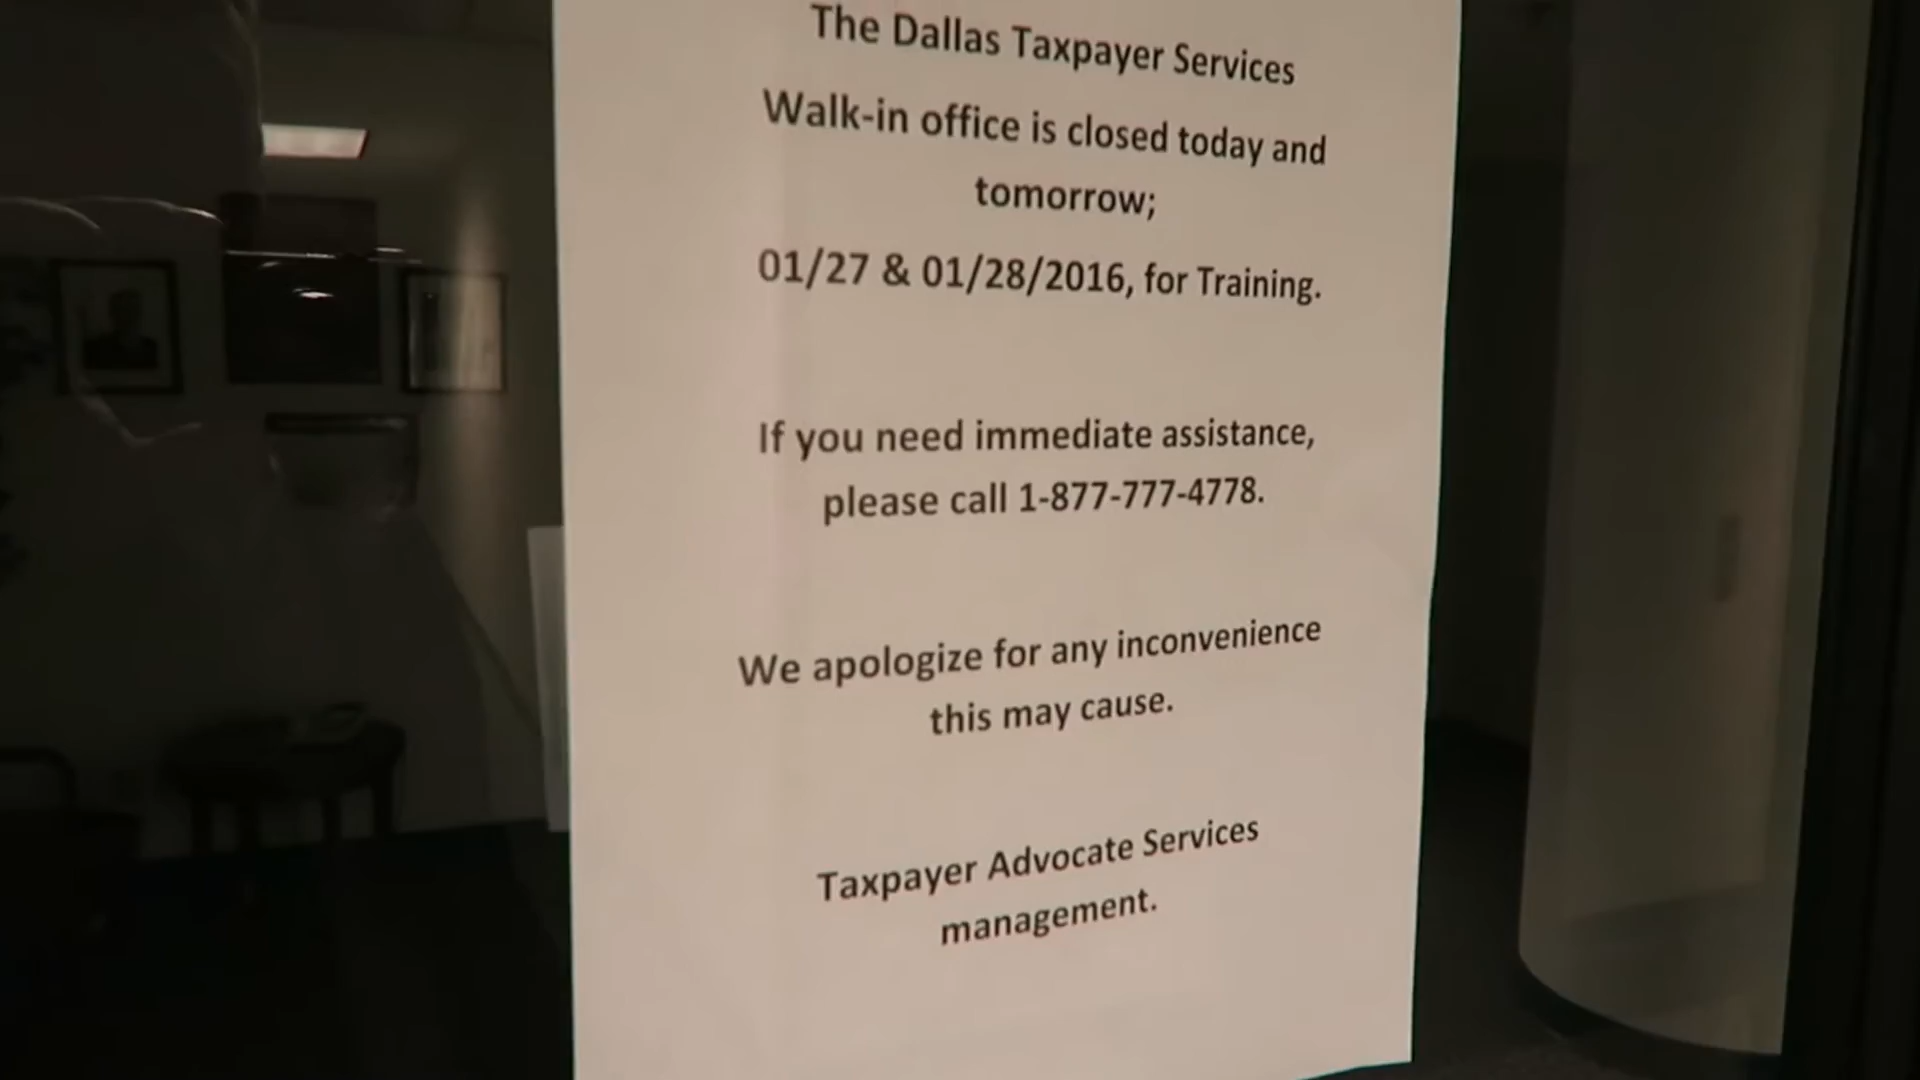 The Dallas Taxpayer Services
Walk-in office is closed today and
tomorrow;
01/27 & 01/28/2016, for Training.
If you need immediate assistance,
please call 1-877-777-4778.
We apologize for any inconvenience
this may cause.
Taxpayer Advocate Services
management.